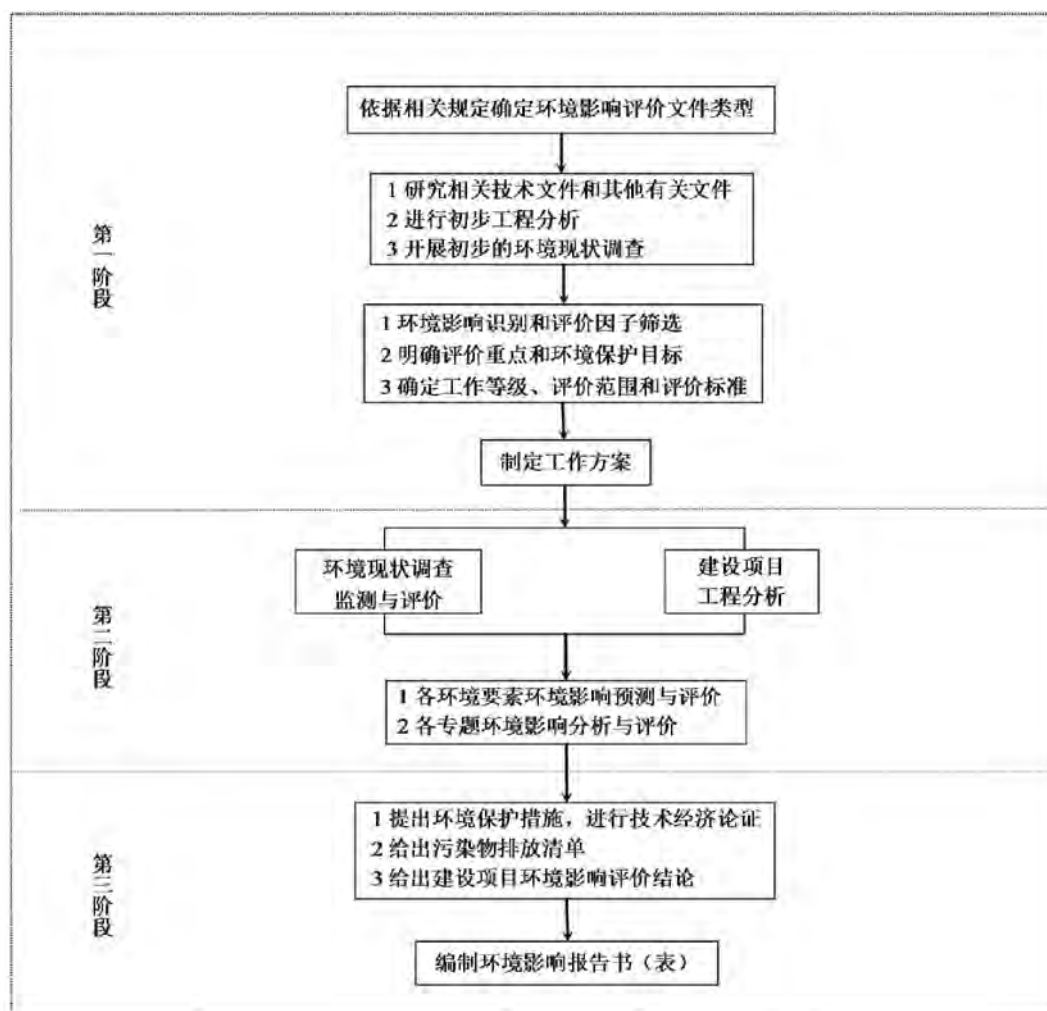 依据相关规定确定环境影响评价文件类型
1 研究相关技术文件和其他有关文件
2 进行初步工程分析
3 开展初步的环境现状调查
第一阶段
1 环境影响识别和评价因子筛选
2 明确评价重点和环境保护目标
3 确定工作等级、评价范围和评价标准
制定工作方案
环境现状调查
监测与评价
建设项目
工程分析
第二阶段
1 各环境要素环境影响预测与评价
2 各专题环境影响分析与评价
1 提出环境保护措施，进行技术经济论证
2 给出污染物排放清单
3 给出建设项目环境影响评价结论
第三阶段
编制环境影响报告书（表）